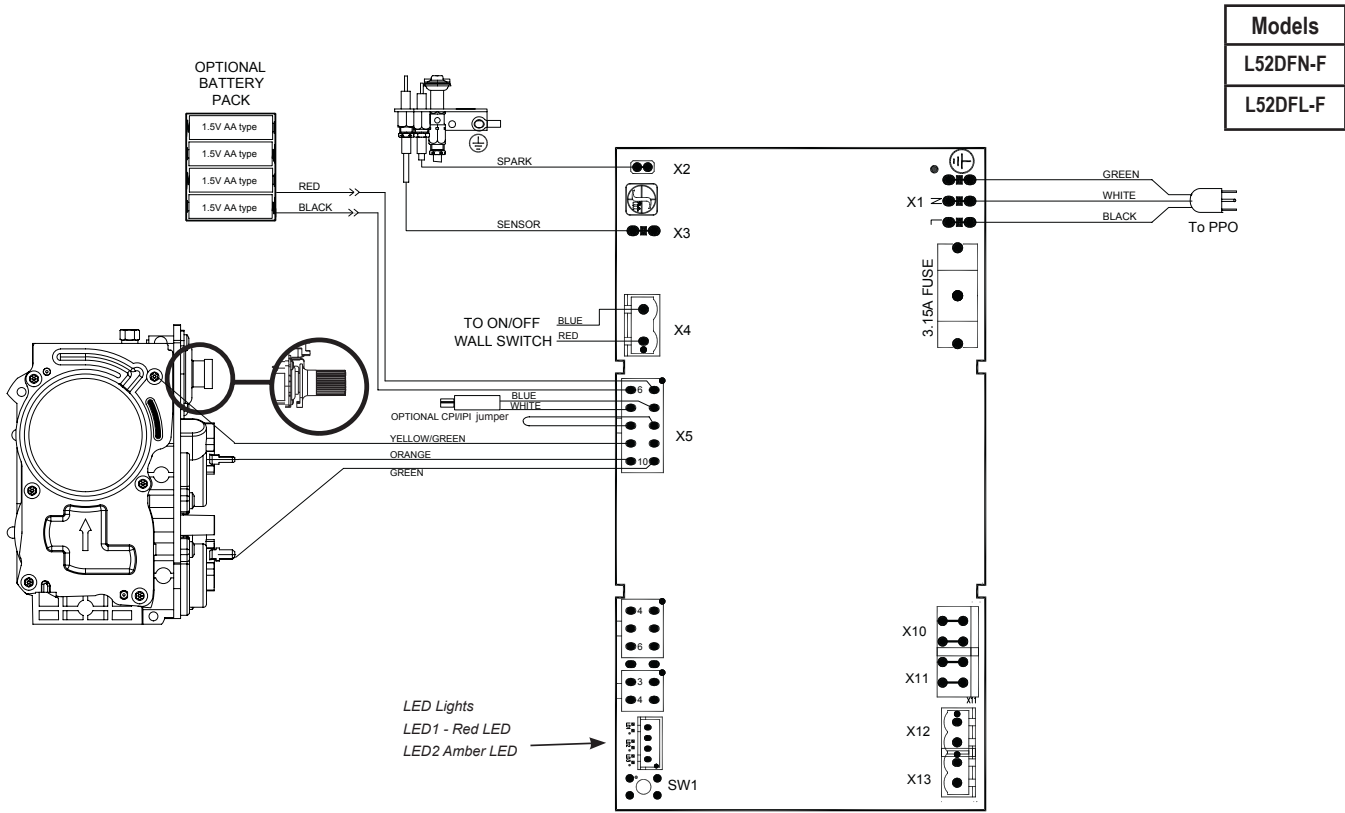 Models
L52DFN-F
L52DFL-F
OPTIONAL
BATTERY
PACK
1.5V AA type
1.5V AA type
1.5V AA type
1.5V AA type
RED
BLACK
SPARK
SENSOR
X2
X3
X1
N
L
GREEN
WHITE
BLACK
To PPO
3.15A FUSE
TO ON/OFF
WALL SWITCH
BLUE
RED
X4
6
BLUE
WHITE
OPTIONAL CPI/IPI jumper
X5
YELLOW/GREEN
ORANGE
10
GREEN
4
6
3
4
X10
X11
X11
X12
X13
LED Lights
LED1 - Red LED
LED2 Amber LED
SW1